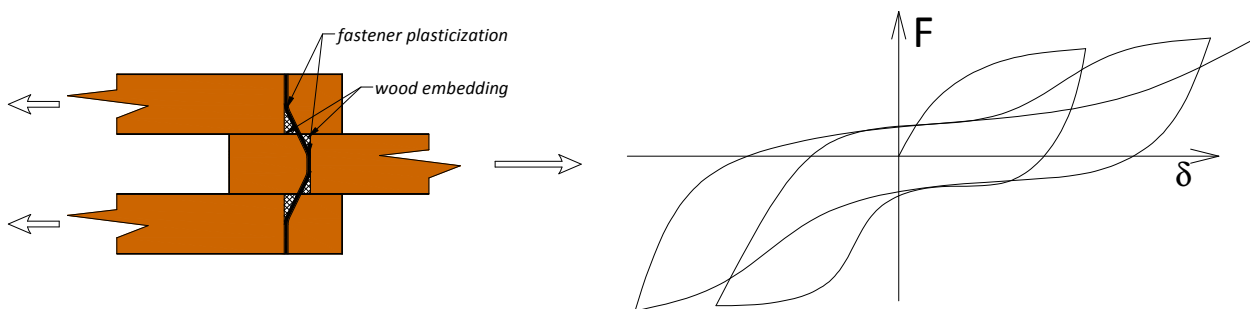 fastener plasticization
wood embedding
F
δ